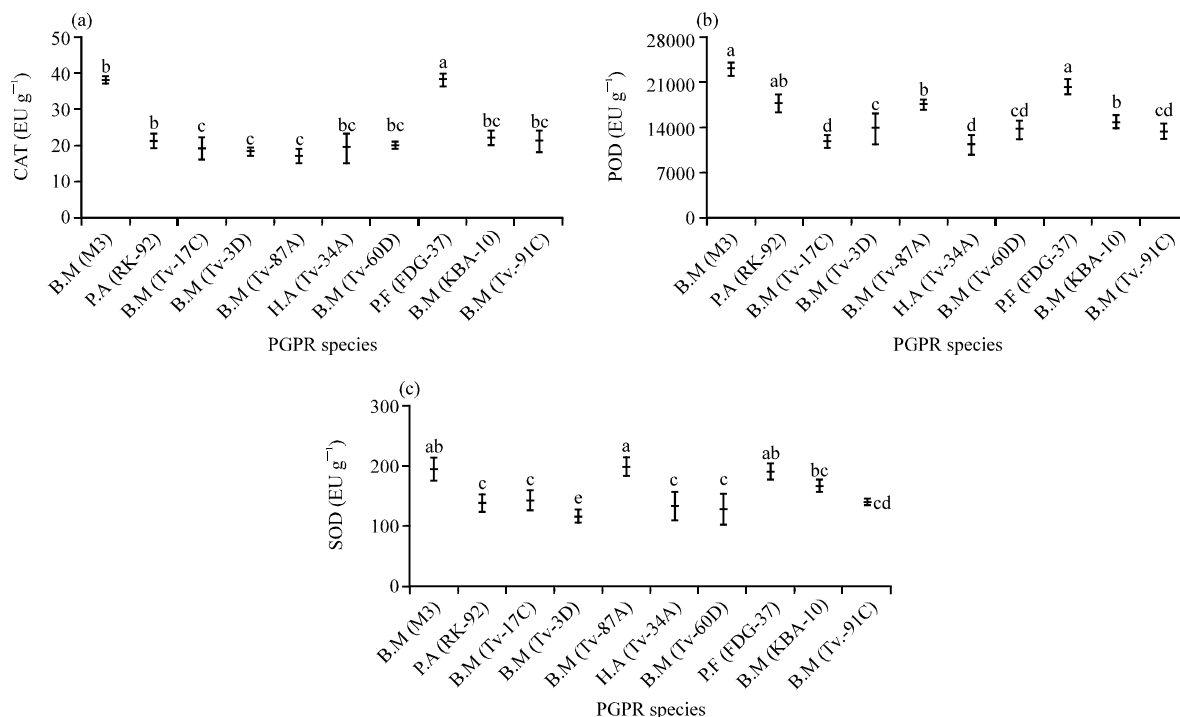 (a)
50
40
30
20
10
0
CAT (EU g⁻¹)
b
b
c
c
c
bc
bc
a
bc
bc
B.M (M3)
P.A (RK-92)
B.M (Tv-17C)
B.M (Tv-3D)
B.M (Tv-87A)
H.A (Tv-34A)
B.M (Tv-60D)
P.F (FDG-37)
B.M (KBA-10)
B.M (Tv.-91C)
PGPR species
(b)
28000
21000
14000
7000
0
POD (EU g⁻¹)
a
ab
d
c
b
d
cd
a
b
cd
B.M (M3)
P.A (RK-92)
B.M (Tv-17C)
B.M (Tv-3D)
B.M (Tv-87A)
H.A (Tv-34A)
B.M (Tv-60D)
P.F (FDG-37)
B.M (KBA-10)
B.M (Tv.-91C)
PGPR species
(c)
300
200
100
0
SOD (EU g⁻¹)
ab
c
c
e
a
c
c
ab
bc
cd
B.M (M3)
P.A (RK-92)
B.M (Tv-17C)
B.M (Tv-3D)
B.M (Tv-87A)
H.A (Tv-34A)
B.M (Tv-60D)
P.F (FDG-37)
B.M (KBA-10)
B.M (Tv.-91C)
PGPR species